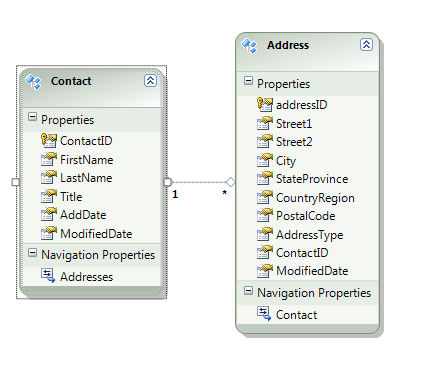 Contact
Properties
ContactID
FirstName
LastName
Title
AddDate
ModifiedDate
Navigation Properties
Addresses
1
*
Address
Properties
addressID
Street1
Street2
City
StateProvince
CountryRegion
PostalCode
AddressType
ContactID
ModifiedDate
Navigation Properties
Contact